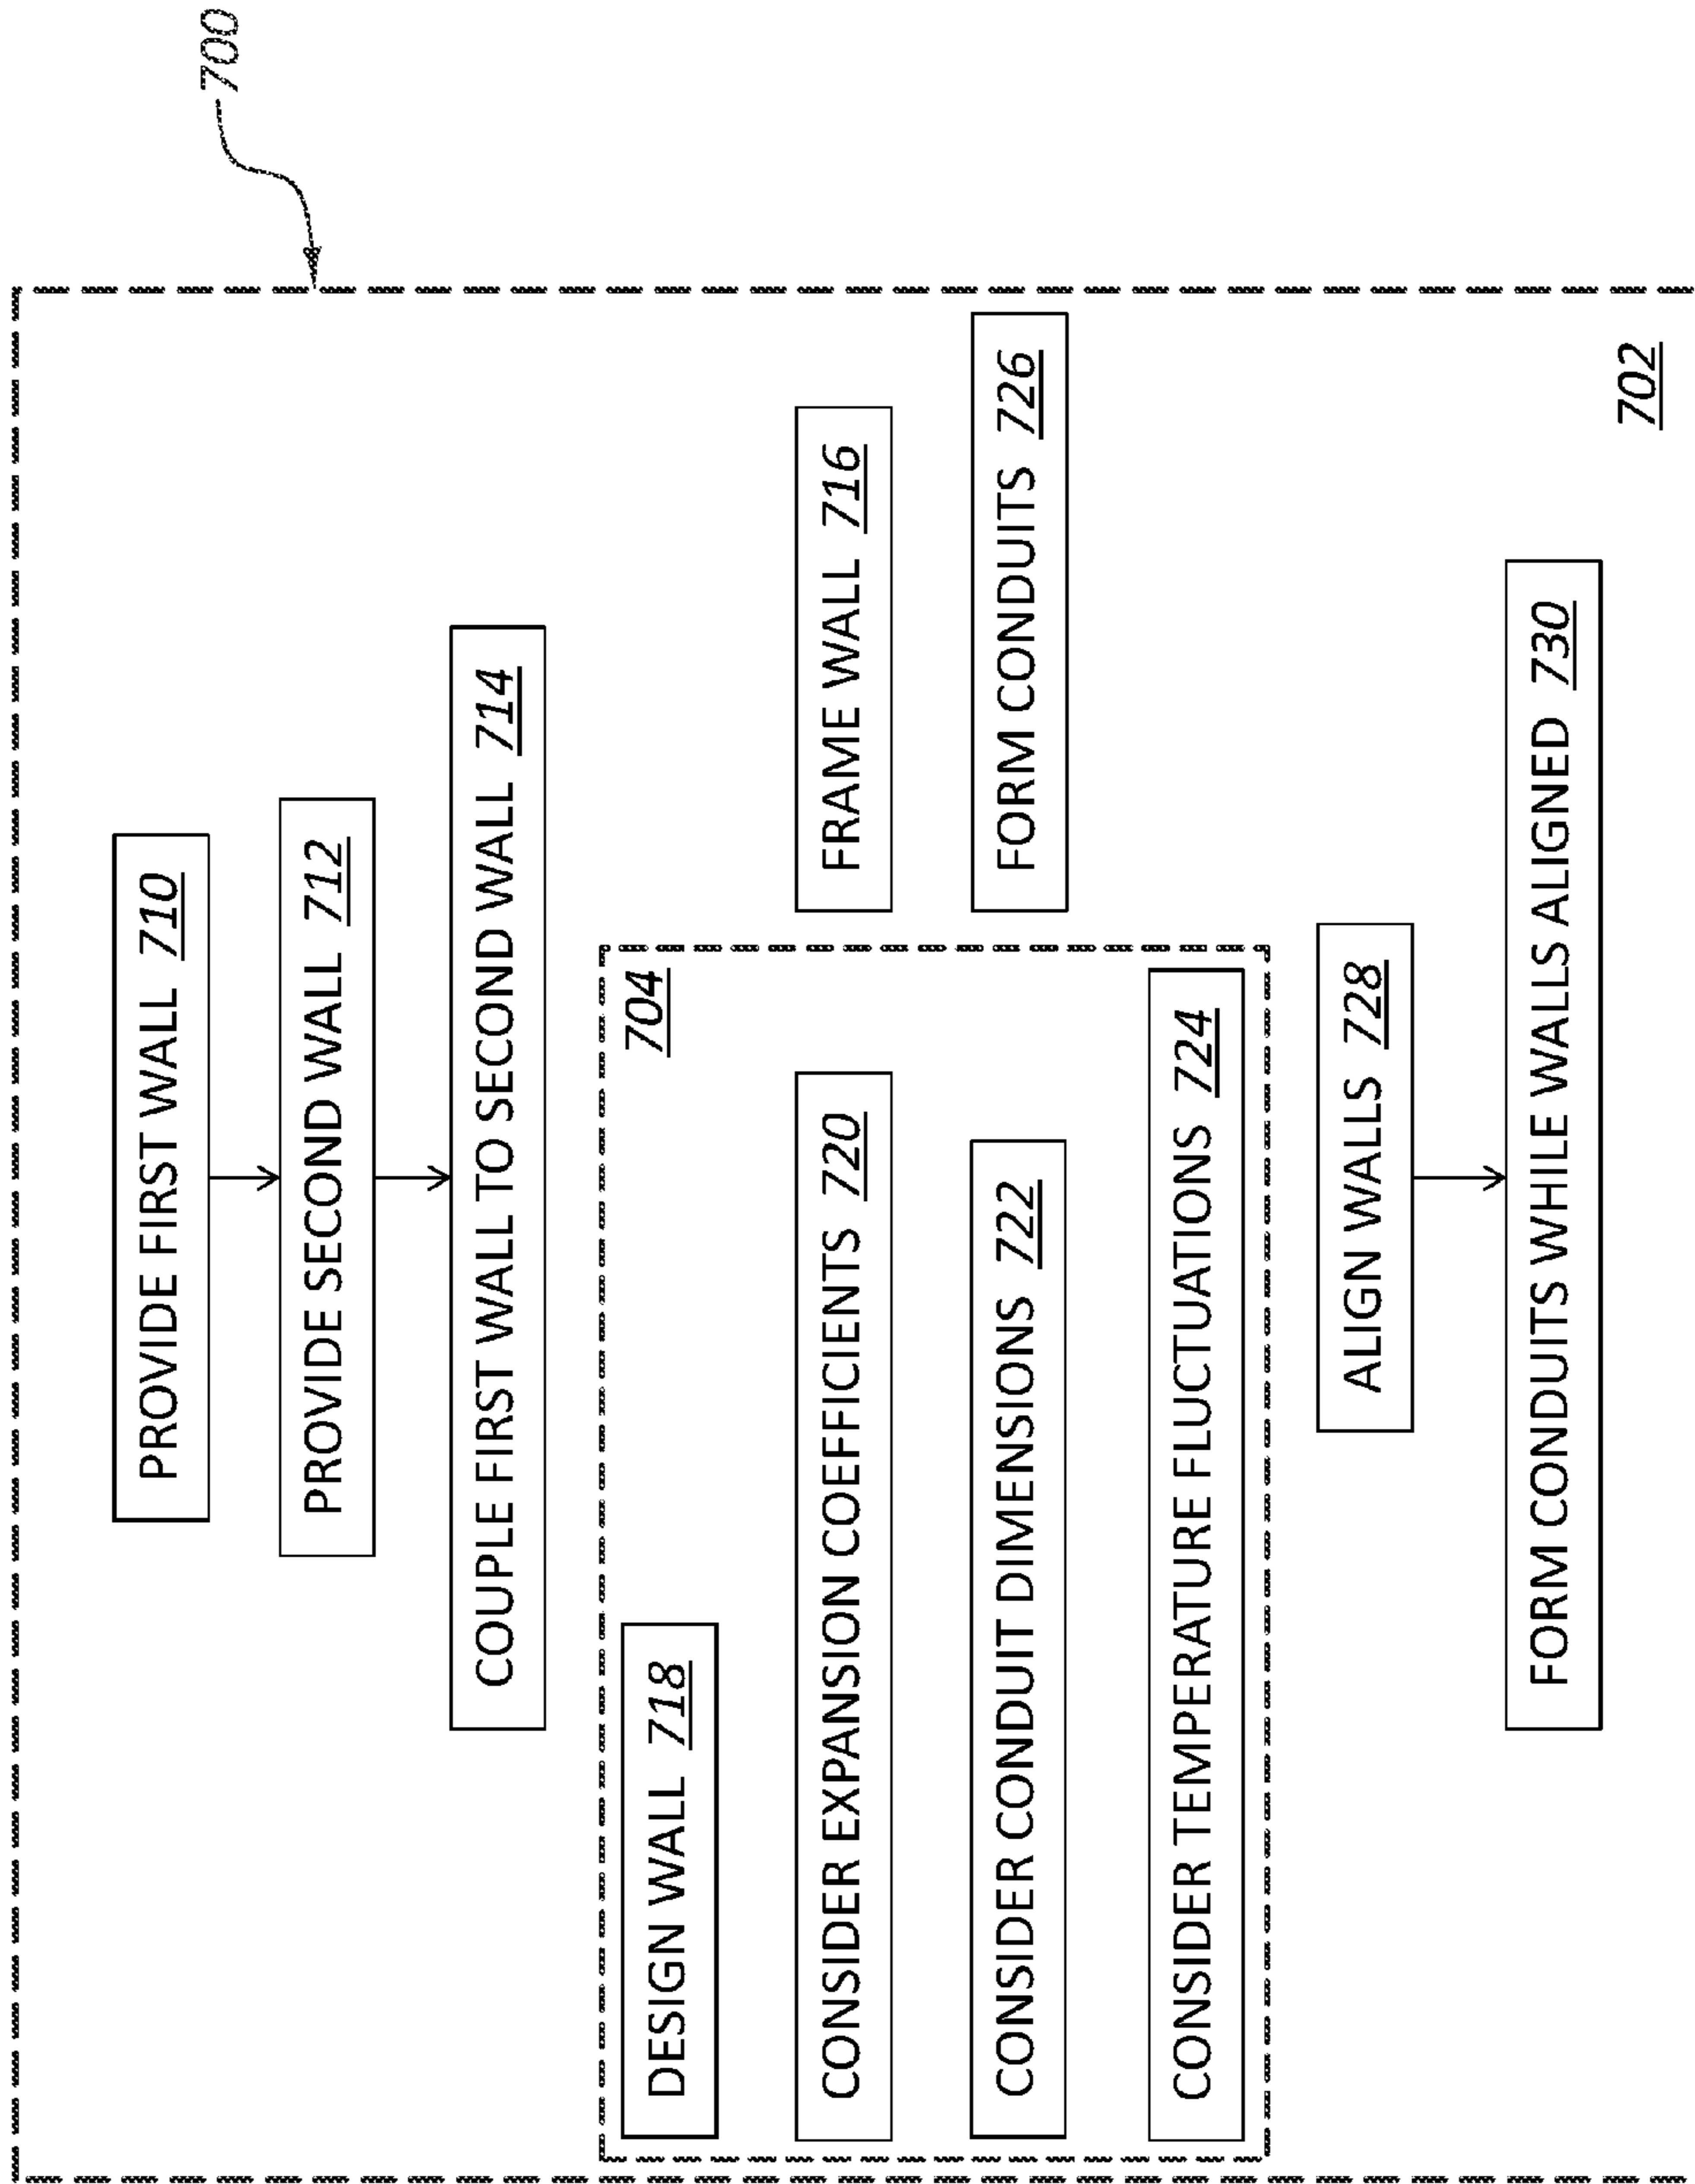 700
PROVIDE FIRST WALL 710
PROVIDE SECOND WALL 712
COUPLE FIRST WALL TO SECOND WALL 714
DESIGN WALL 718
704
CONSIDER EXPANSION COEFFICIENTS 720
FRAME WALL 716
CONSIDER CONDUIT DIMENSIONS 722
FORM CONDUITS 726
CONSIDER TEMPERATURE FLUCTUATIONS 724
ALIGN WALLS 728
FORM CONDUITS WHILE WALLS ALIGNED 730
702